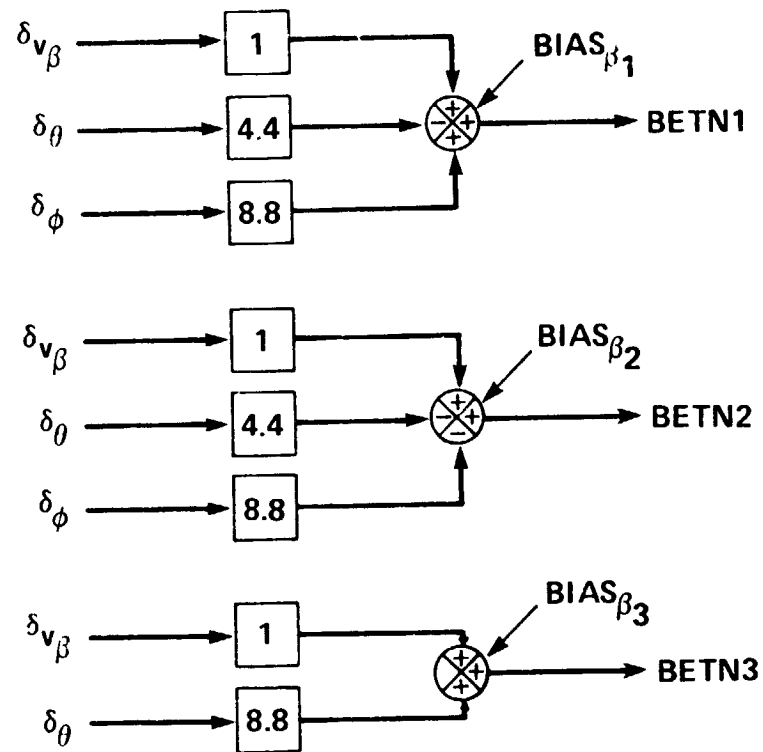 δvβ 1 BIASβ1
+
δθ 4.4 - + BETN1
+
δϕ 8.8
δvβ 1 BIASβ2
+
δθ 4.4 - + BETN2
-
δϕ 8.8
δvβ 1 BIASβ3
+ +
+ BETN3
δθ 8.8